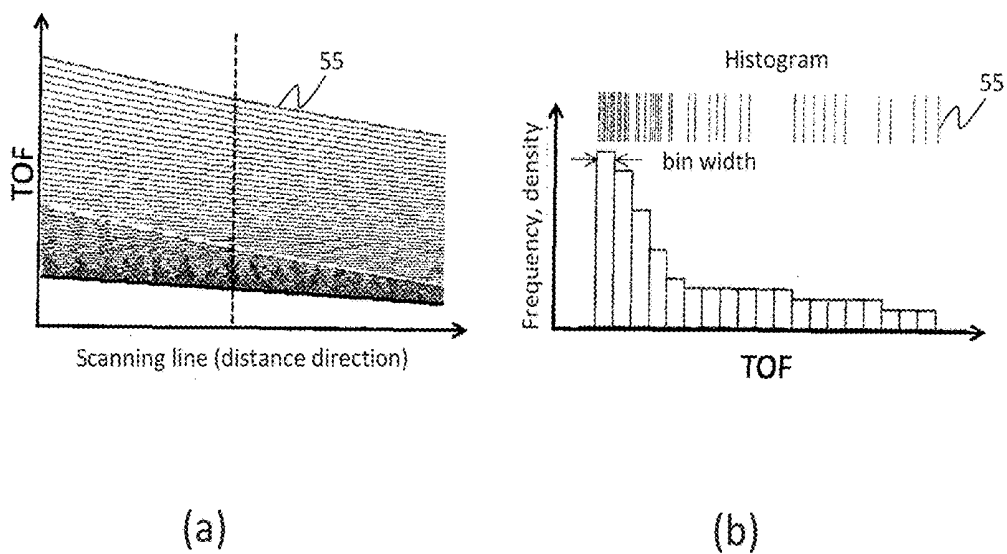 TOF
55
Scanning line (distance direction)
(a)
Histogram
55
bin width
Frequency, density
TOF
(b)